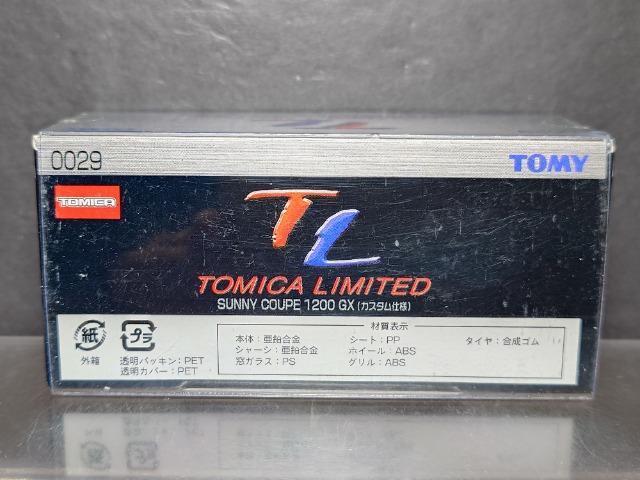 0029
TOMY
TOMICA
TL
TOMICA LIMITED
SUNNY COUPE 1200 GX (カスタム仕様)
紙
外箱
プラ
透明パッキン:PET
透明カバー:PET
材質表示
本体:亜鉛合金
シャーシ:亜鉛合金
窓ガラス:PS
シート:PP
ホイール:ABS
グリル:ABS
タイヤ:合成ゴム